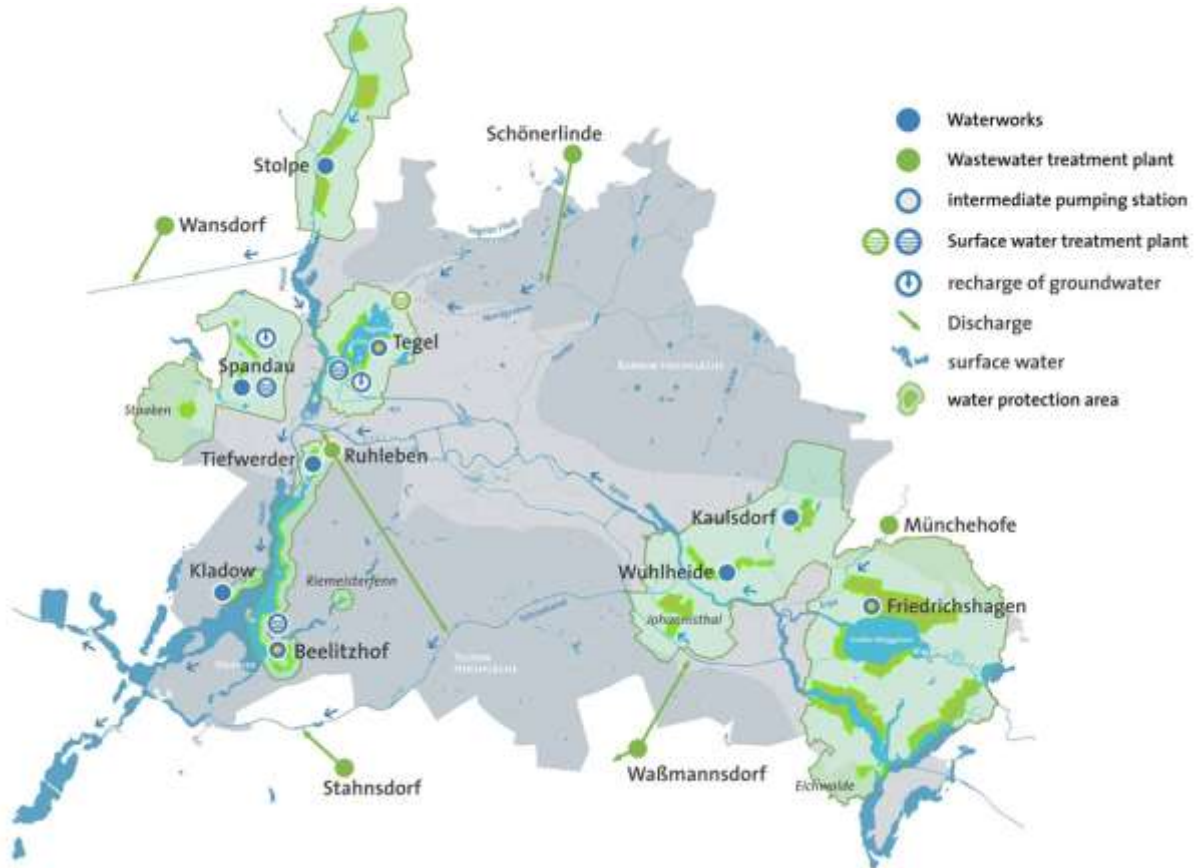 Schönerlinde
Waterworks
Wastewater treatment plant
intermediate pumping station
Surface water treatment plant
recharge of groundwater
Discharge
surface water
water protection area
Stolpe
Wansdorf
Tegel
Spandau
Staaken
Tiefwerder
Ruhleben
Kaulsdorf
Münchehofe
Wuhlheide
Kladow
Riemeisterfenn
Johannisthal
Friedrichshagen
Beelitzhof
Waßmannsdorf
Stahnsdorf
Eichwalde